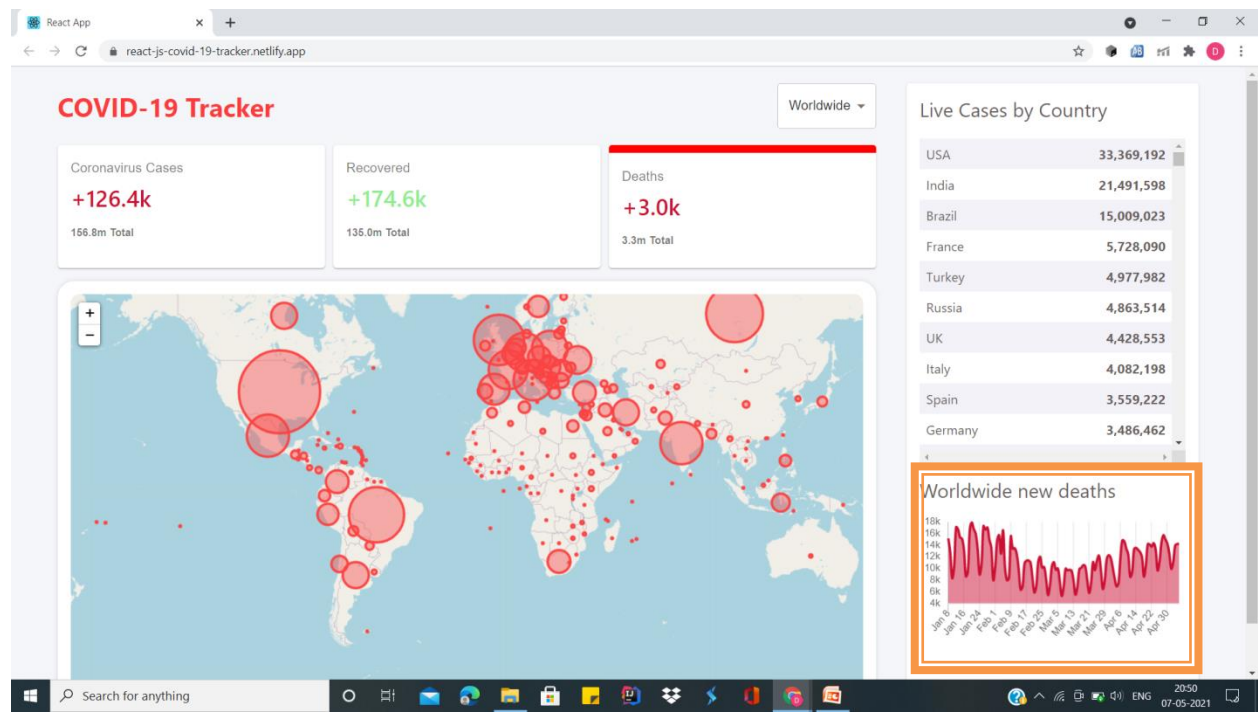 React App
react-js-covid-19-tracker.netlify.app
D
COVID-19 Tracker
Worldwide
Coronavirus Cases
+126.4k
156.8m Total
Recovered
+174.6k
135.0m Total
Deaths
+3.0k
3.3m Total
+
−
Live Cases by Country
USA 33,369,192
India 21,491,598
Brazil 15,009,023
France 5,728,090
Turkey 4,977,982
Russia 4,863,514
UK 4,428,553
Italy 4,082,198
Spain 3,559,222
Germany 3,486,462
Worldwide new deaths
18k
16k
14k
12k
10k
8k
6k
4k
Jan 8 Jan 16 Jan 24 Feb 1 Feb 9 Feb 17 Feb 25 Mar 5 Mar 13 Mar 21 Mar 29 Apr 6 Apr 14 Apr 22 Apr 30
Search for anything
ENG
20:50
07-05-2021